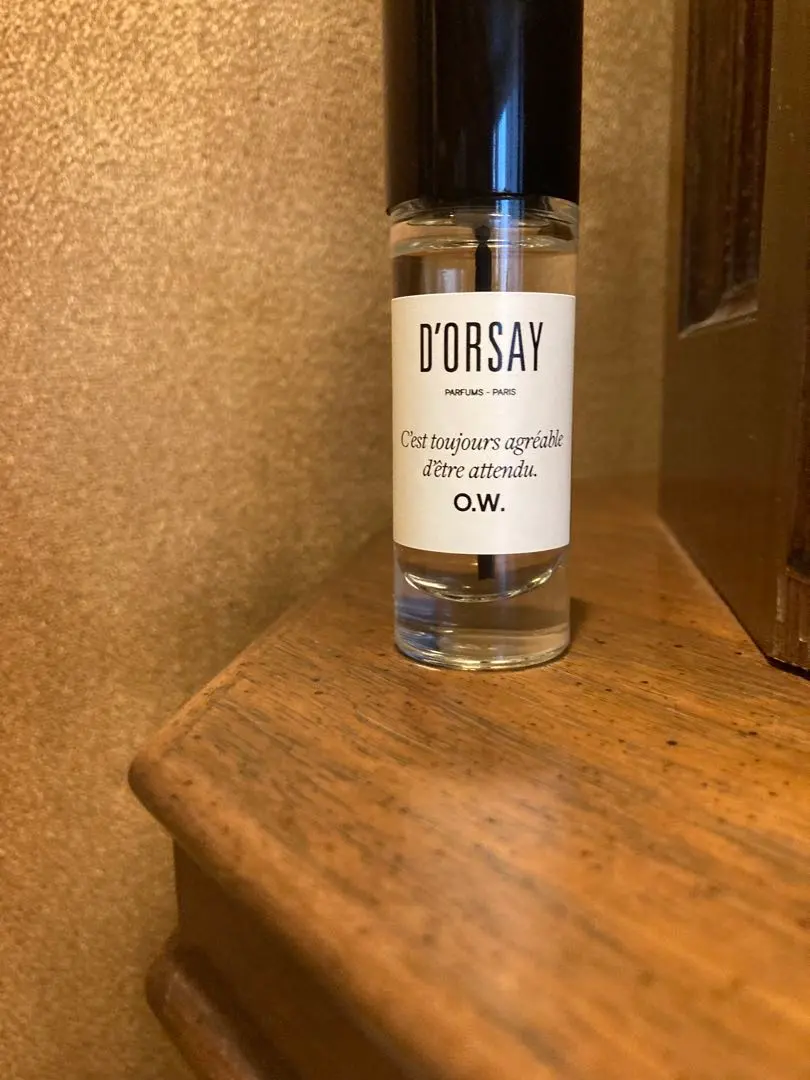 D'ORSAY
PARFUMS - PARIS
C'est toujours agréable
d'être attendu.
O.W.